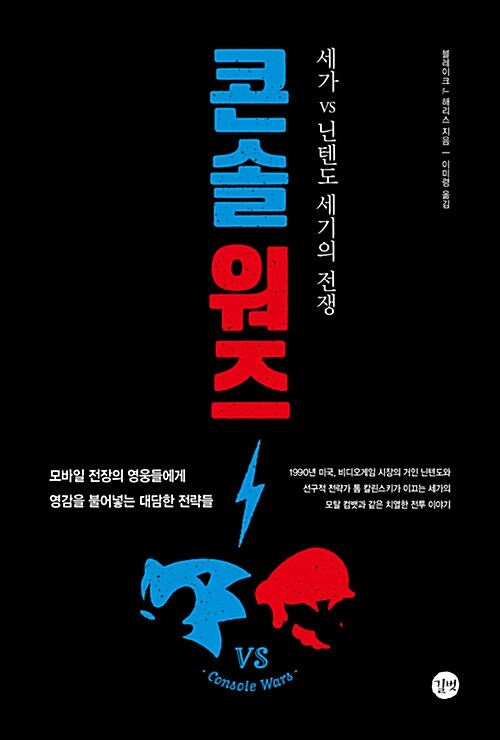 콘솔 워즈
세가 VS 닌텐도 세기의 전쟁
블레이크 J. 해리스 지음 | 이미령 옮김
모바일 전장의 영웅들에게
영감을 불어넣는 대담한 전략들
1990년 미국, 비디오게임 시장의 거인 닌텐도와
선구적 전략가 톰 칼린스키가 이끄는 세가의
모탈 컴뱃과 같은 치열한 전투 이야기
VS
· Console Wars ·
길벗